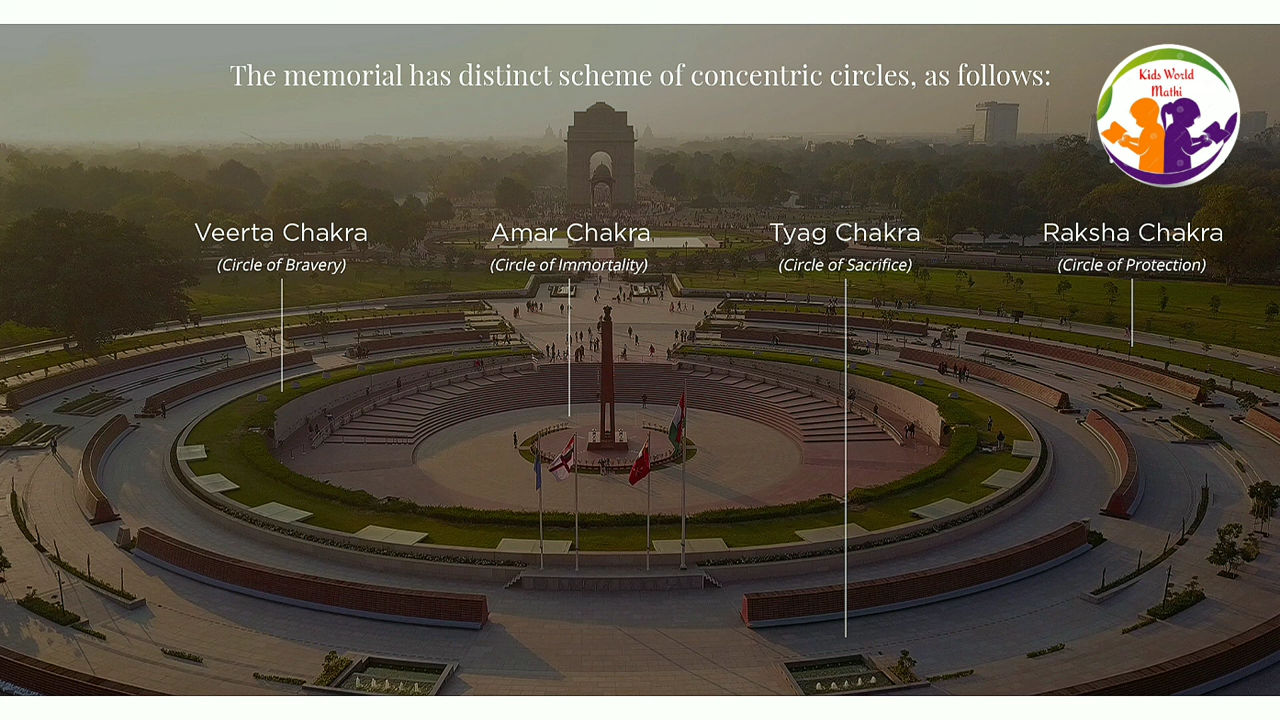 The memorial has distinct scheme of concentric circles, as follows:
Kids World
Mathi
Veerta Chakra
(Circle of Bravery)
Amar Chakra
(Circle of Immortality)
Tyag Chakra
(Circle of Sacrifice)
Raksha Chakra
(Circle of Protection)